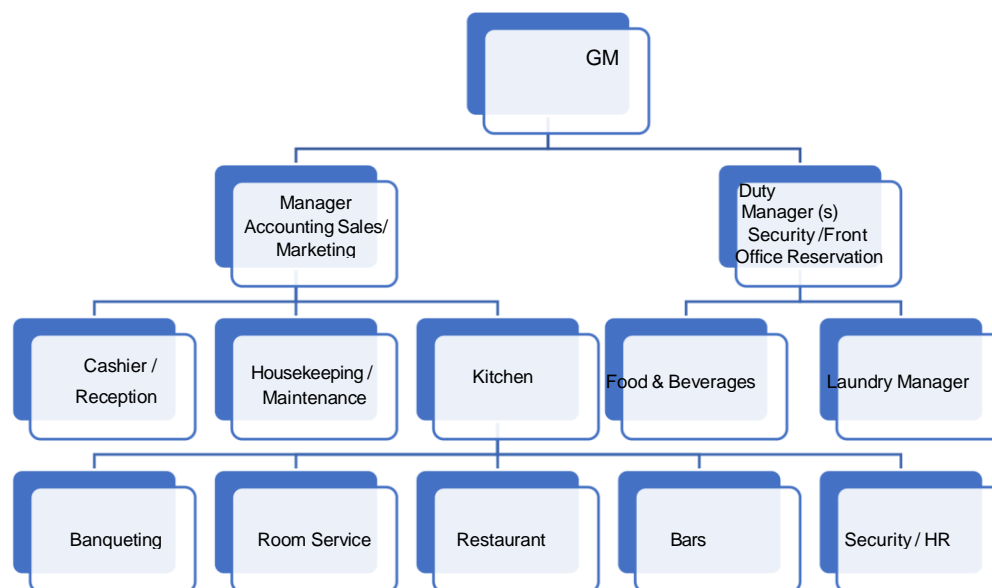 GM
Manager
Accounting Sales/
Marketing
Duty
Manager (s)
Security /Front
Office Reservation
Cashier /
Reception
Housekeeping /
Maintenance
Kitchen
Food & Beverages
Laundry Manager
Banqueting
Room Service
Restaurant
Bars
Security / HR